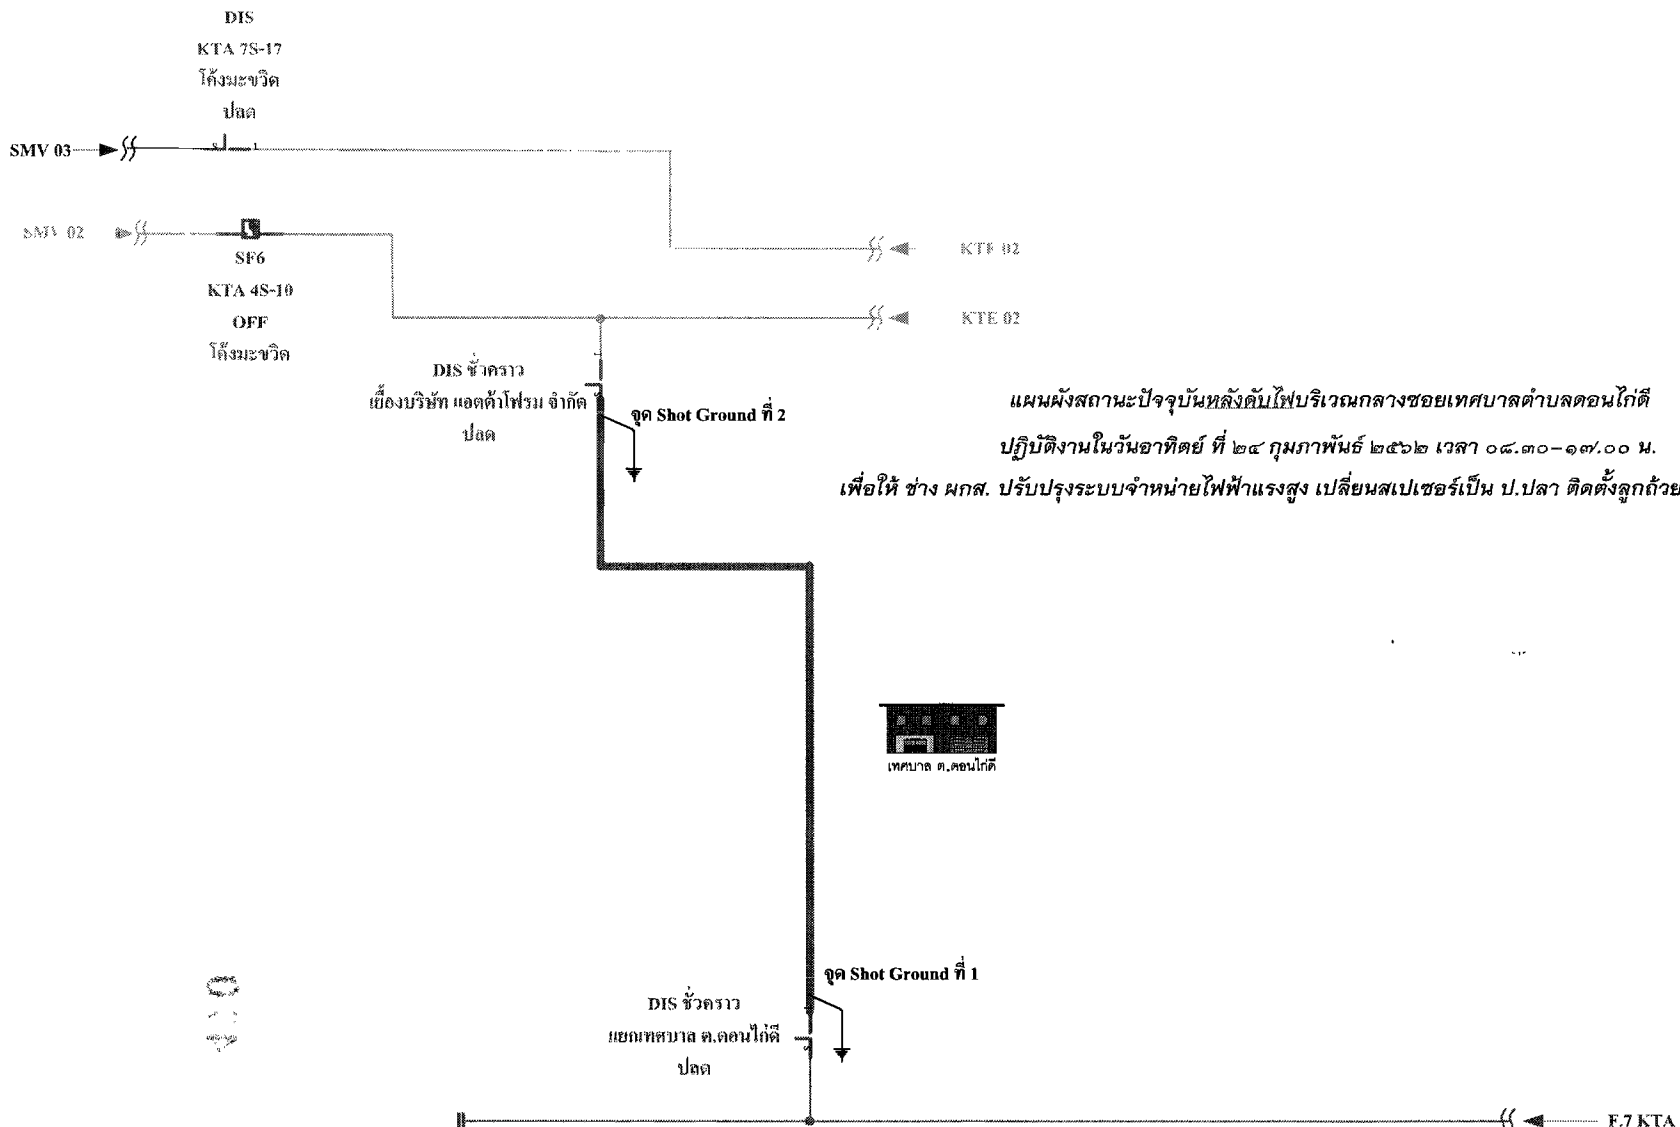 DIS
KTA 7S-17
โค้งมะขวิด
ปลด
SMV 03
SMV 02
SF6
KTA 4S-10
OFF
โค้งมะขวิด
KTF 02
KTE 02
DIS ชั่วคราว
เยื้องบริษัท แอตต้าโฟรม จำกัด
ปลด
จุด Shot Ground ที่ 2
แผนผังสถานะปัจจุบันหลังดับไฟบริเวณกลางซอยเทศบาลตำบลดอนไก่ดี
ปฏิบัติงานในวันอาทิตย์ ที่ ๒๔ กุมภาพันธ์ ๒๕๖๒ เวลา ๐๘.๓๐-๑๗.๐๐ น.
เพื่อให้ ช่าง ผกส. ปรับปรุงระบบจำหน่ายไฟฟ้าแรงสูง เปลี่ยนสเปเซอร์เป็น ป.ปลา ติดตั้งลูกถ้วย
เทศบาล ต.ดอนไก่ดี
จุด Shot Ground ที่ 1
DIS ชั่วคราว
แยกเทศบาล ต.ดอนไก่ดี
ปลด
F.7 KTA